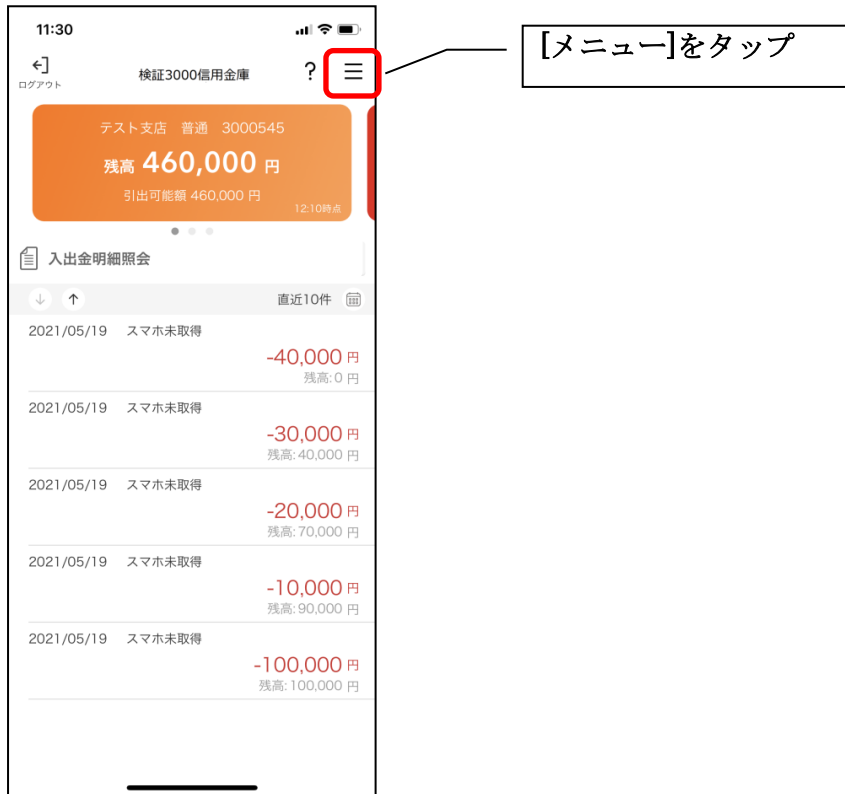 11:30
ログアウト
検証3000信用金庫
?
[メニュー]をタップ
テスト支店 普通 3000545
残高 460,000 円
引出可能額 460,000 円
12:10時点
入出金明細照会
直近10件
2021/05/19 スマホ未取得
-40,000 円
残高:0 円
2021/05/19 スマホ未取得
-30,000 円
残高:40,000 円
2021/05/19 スマホ未取得
-20,000 円
残高:70,000 円
2021/05/19 スマホ未取得
-10,000 円
残高:90,000 円
2021/05/19 スマホ未取得
-100,000 円
残高:100,000 円